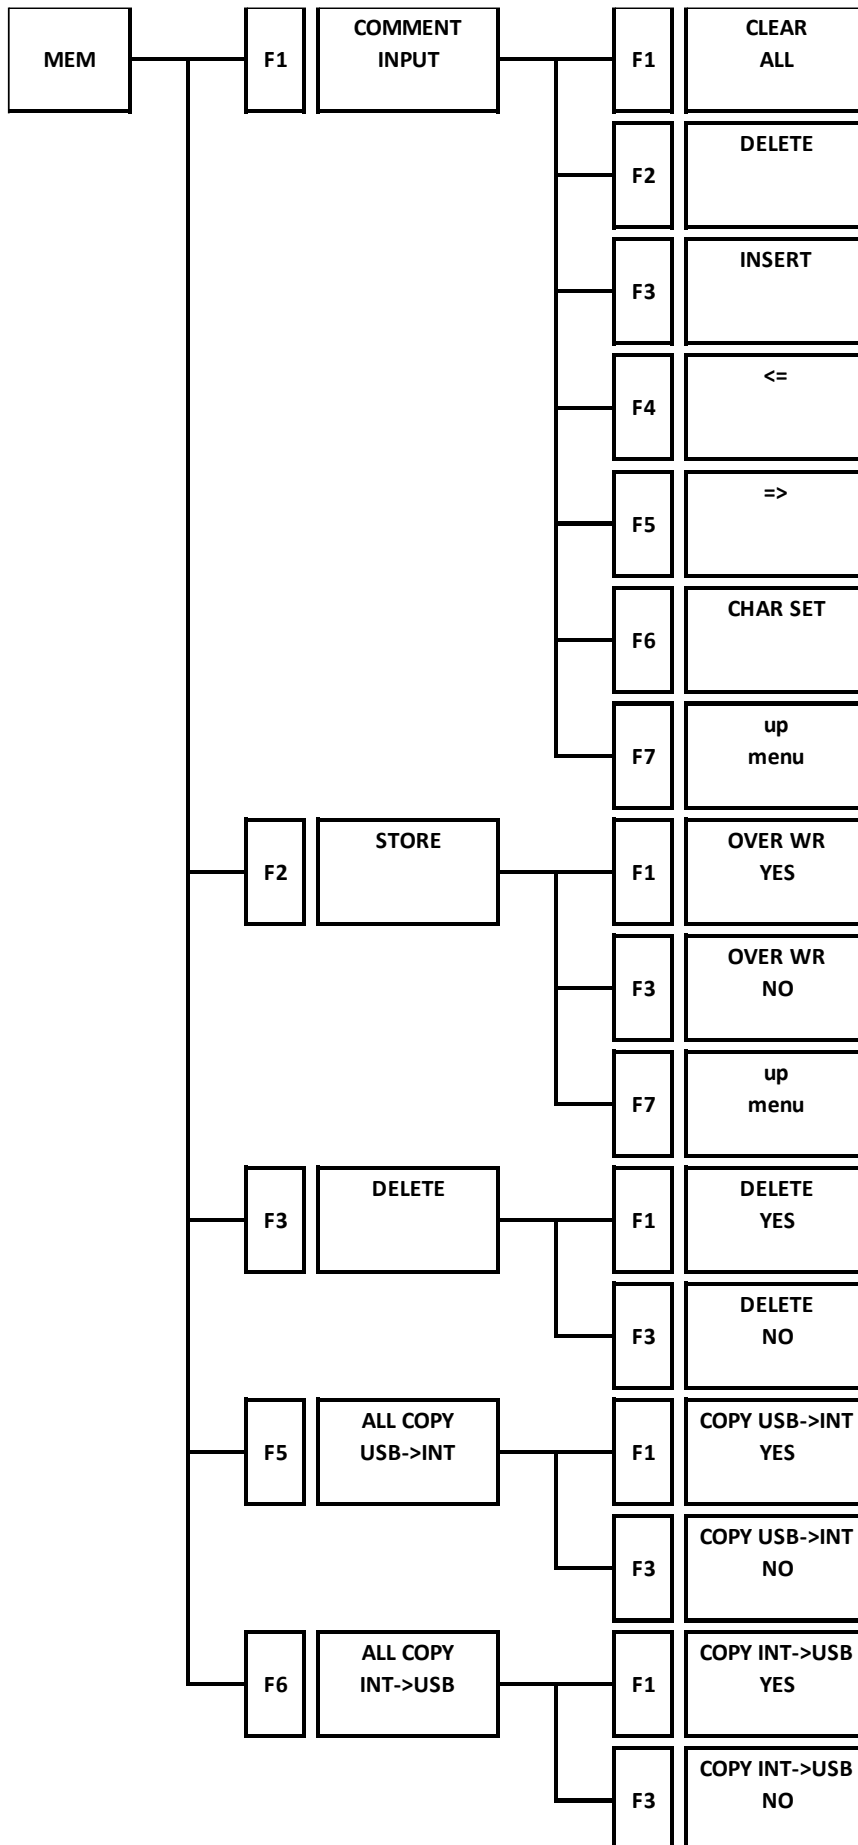 MEM
F1
COMMENT
INPUT
F1
CLEAR
ALL
F2
DELETE
F3
INSERT
F4
<=
F5
=>
F6
CHAR SET
F7
up
menu
F2
STORE
F1
OVER WR
YES
F3
OVER WR
NO
F7
up
menu
F3
DELETE
F1
DELETE
YES
F3
DELETE
NO
F5
ALL COPY
USB->INT
F1
COPY USB->INT
YES
F3
COPY USB->INT
NO
F6
ALL COPY
INT->USB
F1
COPY INT->USB
YES
F3
COPY INT->USB
NO